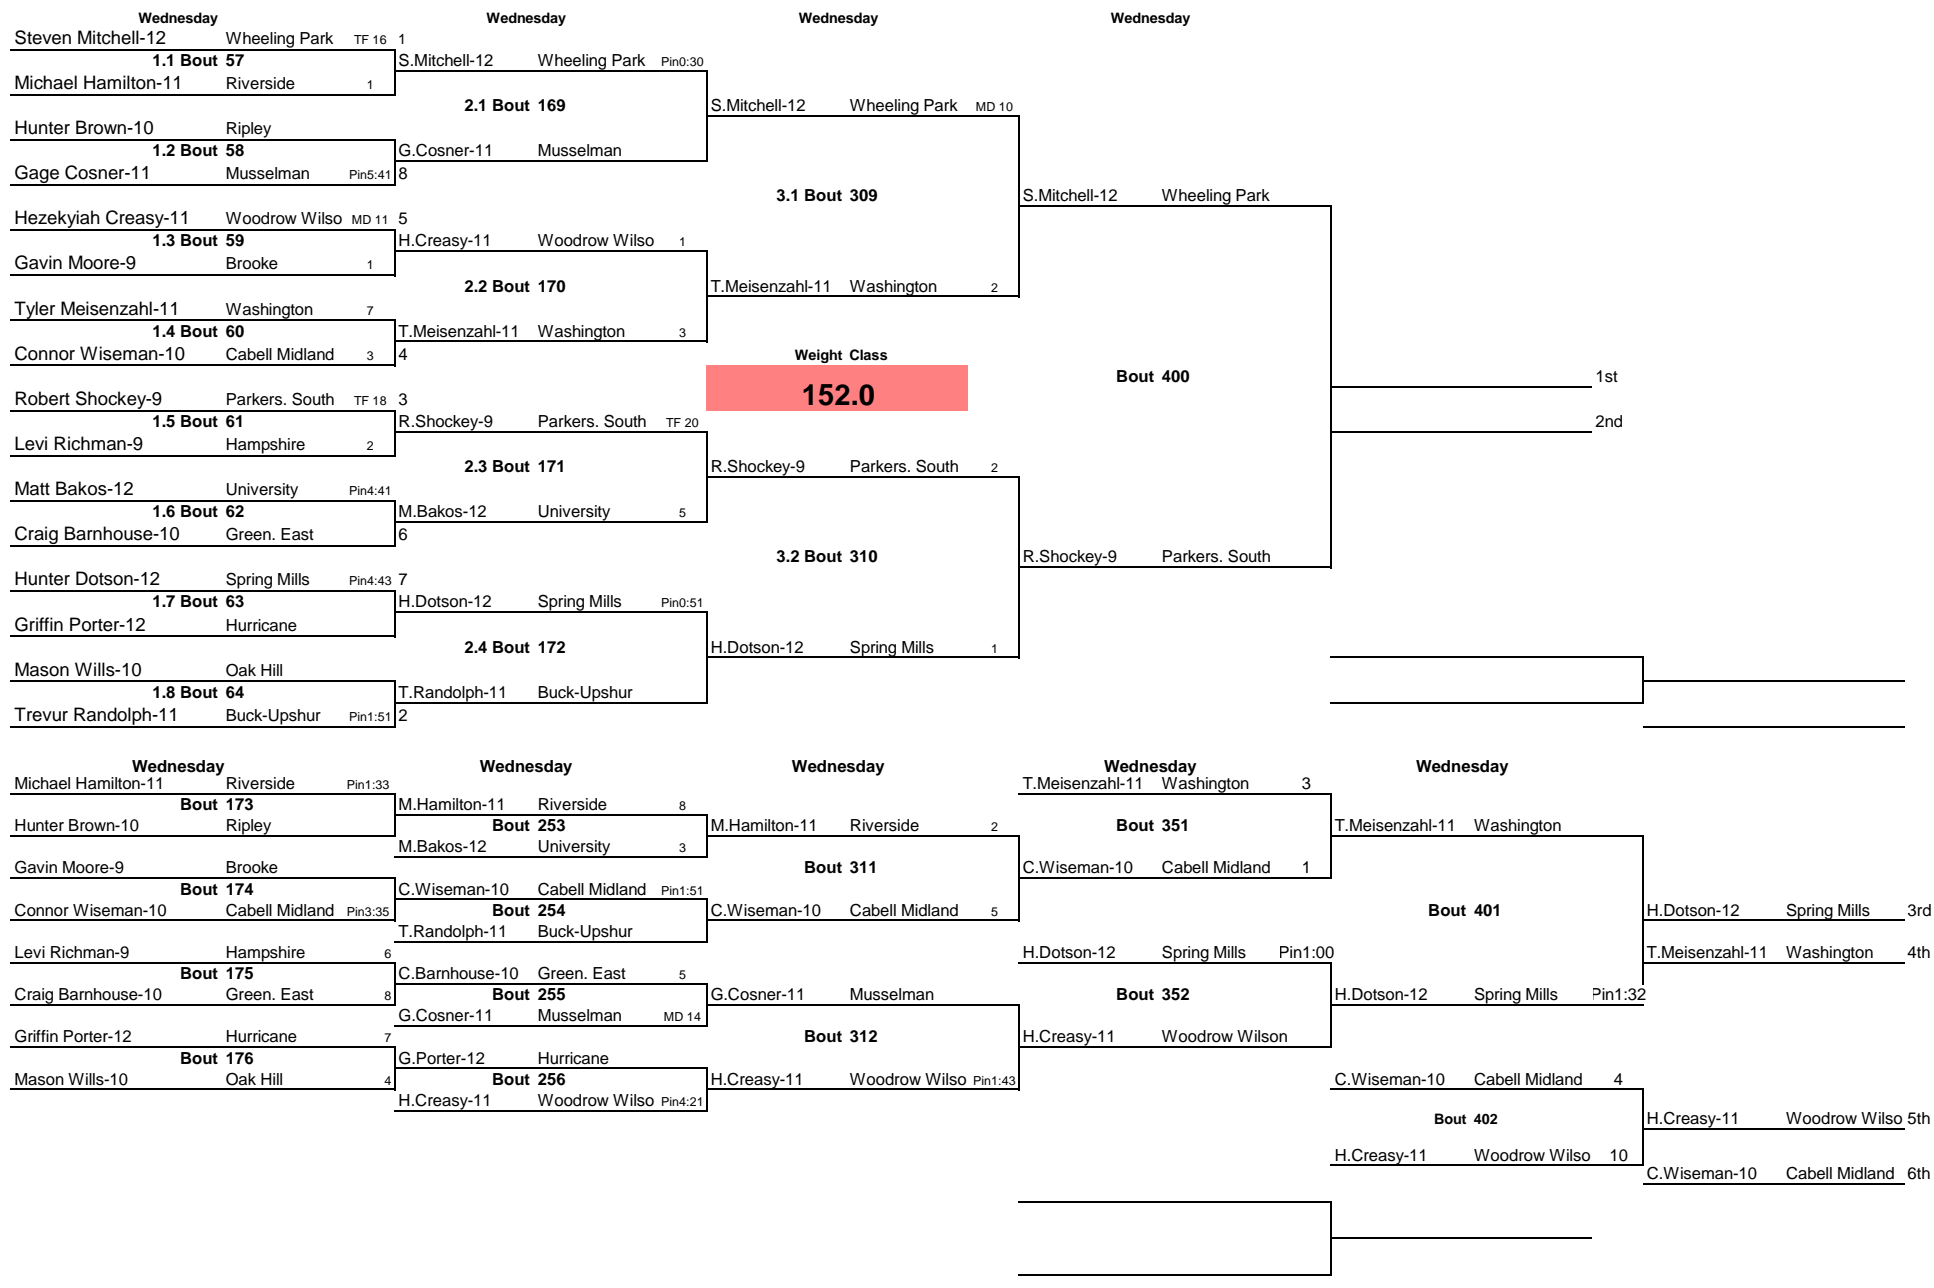 Wednesday Wednesday Wednesday Wednesday
Steven Mitchell-12 Wheeling Park TF 16 1
1.1 Bout 57 S.Mitchell-12 Wheeling Park Pin0:30
Michael Hamilton-11 Riverside 1
2.1 Bout 169 S.Mitchell-12 Wheeling Park MD 10
Hunter Brown-10 Ripley
1.2 Bout 58 G.Cosner-11 Musselman
Gage Cosner-11 Musselman Pin5:41 8
3.1 Bout 309 S.Mitchell-12 Wheeling Park
Hezekyiah Creasy-11 Woodrow Wilso MD 11 5
1.3 Bout 59 H.Creasy-11 Woodrow Wilso 1
Gavin Moore-9 Brooke 1
2.2 Bout 170 T.Meisenzahl-11 Washington 2
Tyler Meisenzahl-11 Washington 7
1.4 Bout 60 T.Meisenzahl-11 Washington 3
Connor Wiseman-10 Cabell Midland 3 4 Weight Class
Bout 400 1st
Robert Shockey-9 Parkers. South TF 18 3 152.0
1.5 Bout 61 R.Shockey-9 Parkers. South TF 20 2nd
Levi Richman-9 Hampshire 2
2.3 Bout 171 R.Shockey-9 Parkers. South 2
Matt Bakos-12 University Pin4:41
1.6 Bout 62 M.Bakos-12 University 5
Craig Barnhouse-10 Green. East 6
3.2 Bout 310 R.Shockey-9 Parkers. South
Hunter Dotson-12 Spring Mills Pin4:43 7
1.7 Bout 63 H.Dotson-12 Spring Mills Pin0:51
Griffin Porter-12 Hurricane
2.4 Bout 172 H.Dotson-12 Spring Mills 1
Mason Wills-10 Oak Hill
1.8 Bout 64 T.Randolph-11 Buck-Upshur
Trevur Randolph-11 Buck-Upshur Pin1:51 2
Wednesday Wednesday Wednesday Wednesday Wednesday
Michael Hamilton-11 Riverside Pin1:33 T.Meisenzahl-11 Washington 3
Bout 173 M.Hamilton-11 Riverside 8
Hunter Brown-10 Ripley Bout 253 M.Hamilton-11 Riverside 2 Bout 351 T.Meisenzahl-11 Washington
M.Bakos-12 University 3
Gavin Moore-9 Brooke Bout 311 C.Wiseman-10 Cabell Midland 1
Bout 174 C.Wiseman-10 Cabell Midland Pin1:51
Connor Wiseman-10 Cabell Midland Pin3:35 Bout 254 C.Wiseman-10 Cabell Midland 5 Bout 401 H.Dotson-12 Spring Mills 3rd
T.Randolph-11 Buck-Upshur
Levi Richman-9 Hampshire 6 H.Dotson-12 Spring Mills Pin1:00 T.Meisenzahl-11 Washington 4th
Bout 175 C.Barnhouse-10 Green. East 5
Craig Barnhouse-10 Green. East 8 Bout 255 G.Cosner-11 Musselman Bout 352 H.Dotson-12 Spring Mills Pin1:32
G.Cosner-11 Musselman MD 14
Griffin Porter-12 Hurricane 7 Bout 312 H.Creasy-11 Woodrow Wilson
Bout 176 G.Porter-12 Hurricane
Mason Wills-10 Oak Hill 4 Bout 256 H.Creasy-11 Woodrow Wilso Pin1:43 C.Wiseman-10 Cabell Midland 4
H.Creasy-11 Woodrow Wilso Pin4:21
Bout 402 H.Creasy-11 Woodrow Wilso 5th
H.Creasy-11 Woodrow Wilso 10
C.Wiseman-10 Cabell Midland 6th